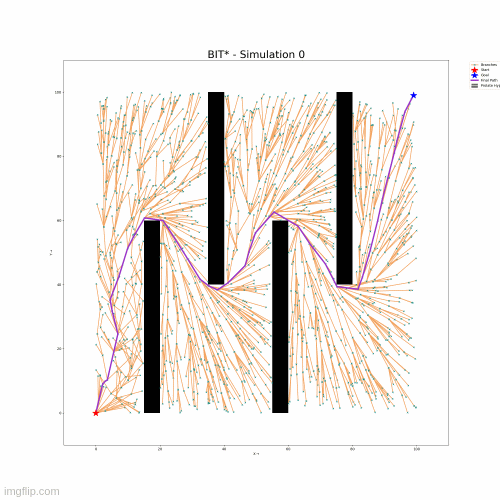 BIT* - Simulation 0
Branches
Start
Goal
Final Path
100
80
60
40
20
0
Y→
0 20 40 60 80 100
X→
imgflip.com